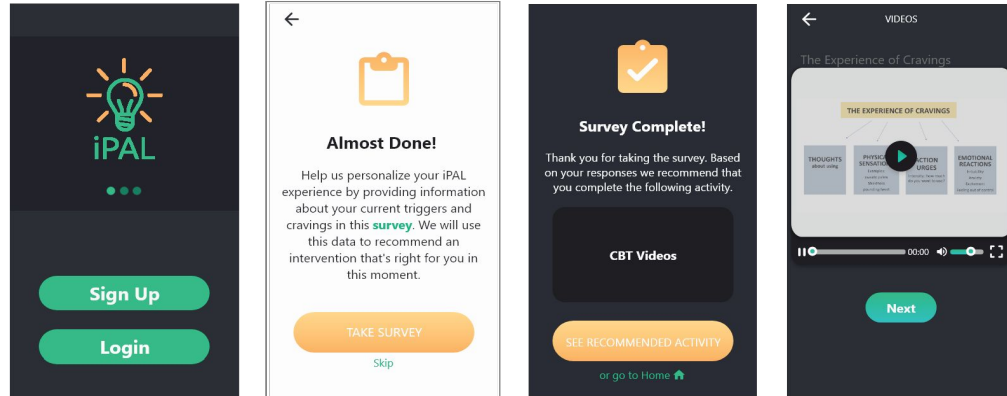 iPAL
Sign Up
Login
Almost Done!
Help us personalize your iPAL
experience by providing information
about your current triggers and
cravings in this survey. We will use
this data to recommend an
intervention that's right for you in
this moment.
TAKE SURVEY
Skip
Survey Complete!
Thank you for taking the survey. Based
on your responses we recommend that
you complete the following activity.
CBT Videos
SEE RECOMMENDED ACTIVITY
or go to Home
VIDEOS
The Experience of Cravings
THE EXPERIENCE OF CRAVINGS
THOUGHTS
about using
PHYSICAL
SENSATIONS
ACTION
URGES
EMOTIONAL
REACTIONS
00:00
Next